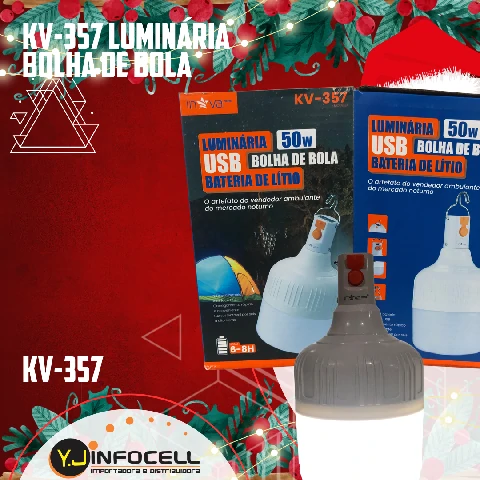 KV-357 LUMINÁRIA
BOLHA DE BOLA
inova
KV-357
LUMINÁRIA 50W
USB BOLHA DE BOLA
BATERIA DE LÍTIO
O artefato do vendedor ambulante
do mercado noturno
6-8H
LUMINÁRIA 50W
USB BOLHA DE B
BATERIA DE LÍTIO
O artefato do vendedor ambulante
do mercado noturno
KV-357
Y.J INFOCELL
IMPORTADORA E DISTRIBUIDORA